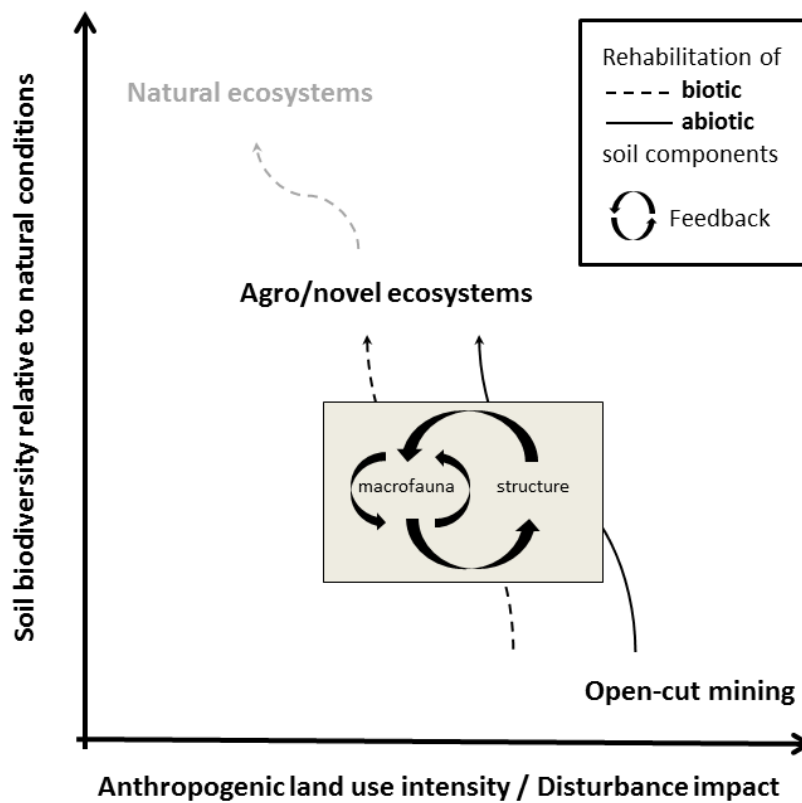 Soil biodiversity relative to natural conditions
Natural ecosystems
Rehabilitation of
biotic
abiotic
soil components
Feedback
Agro/novel ecosystems
macrofauna
structure
Open-cut mining
Anthropogenic land use intensity / Disturbance impact